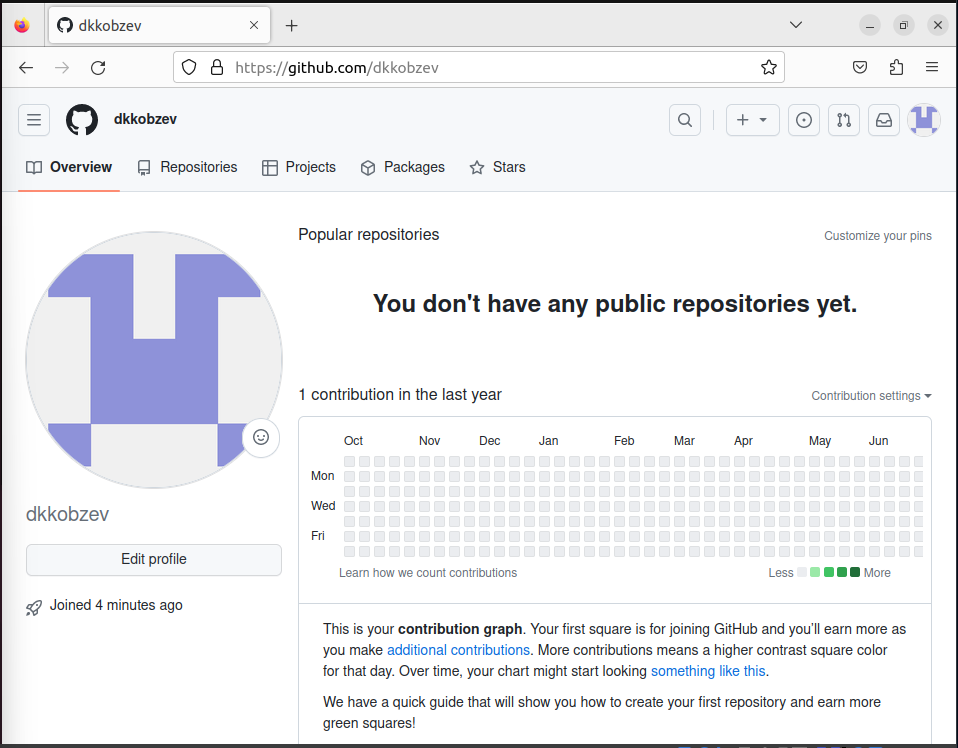 dkkobzev
https://github.com/dkkobzev
dkkobzev
Overview Repositories Projects Packages Stars
Popular repositories Customize your pins
You don't have any public repositories yet.
1 contribution in the last year Contribution settings
Oct Nov Dec Jan Feb Mar Apr May Jun
Mon
Wed
Fri
Learn how we count contributions Less More
dkkobzev
Edit profile
Joined 4 minutes ago
This is your contribution graph. Your first square is for joining GitHub and you'll earn more as
you make additional contributions. More contributions means a higher contrast square color
for that day. Over time, your chart might start looking something like this.
We have a quick guide that will show you how to create your first repository and earn more
green squares!